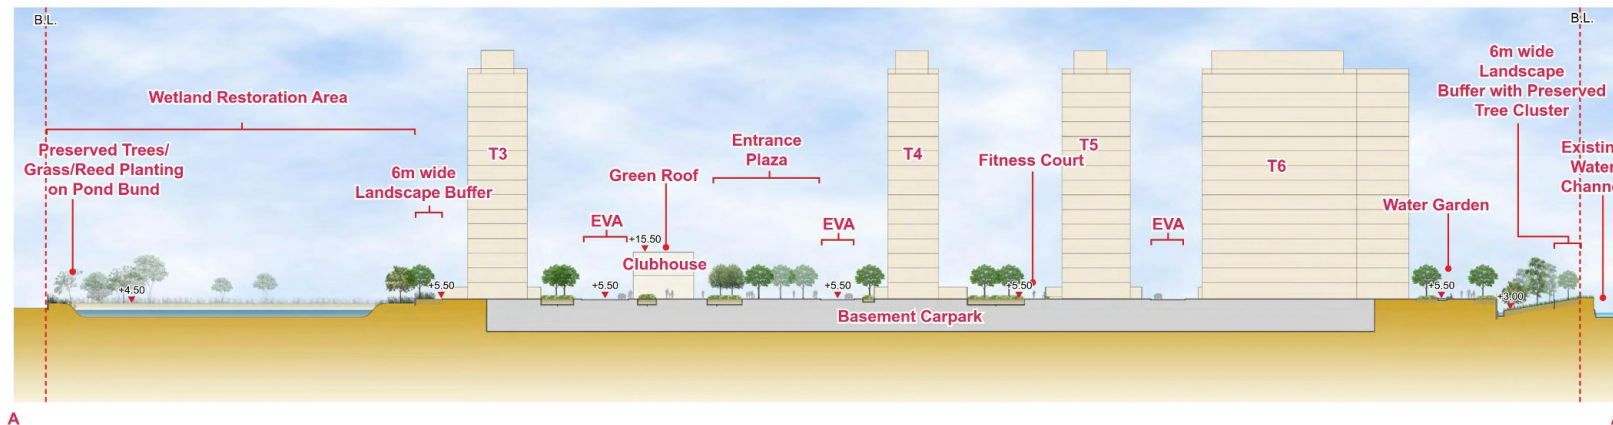 B.L.
B.L.
6m wide
Landscape
Buffer with Preserved
Tree Cluster
Wetland Restoration Area
Preserved Trees/
Grass/Reed Planting
on Pond Bund
6m wide
Landscape Buffer
T3
Green Roof
Entrance
Plaza
T4
Fitness Court
T5
T6
Water Garden
Existin
Water
Chann
EVA
EVA
EVA
+15.50
Clubhouse
+4.50
+5.50
+5.50
+5.50
+5.50
+5.50
+3.00
Basement Carpark
A